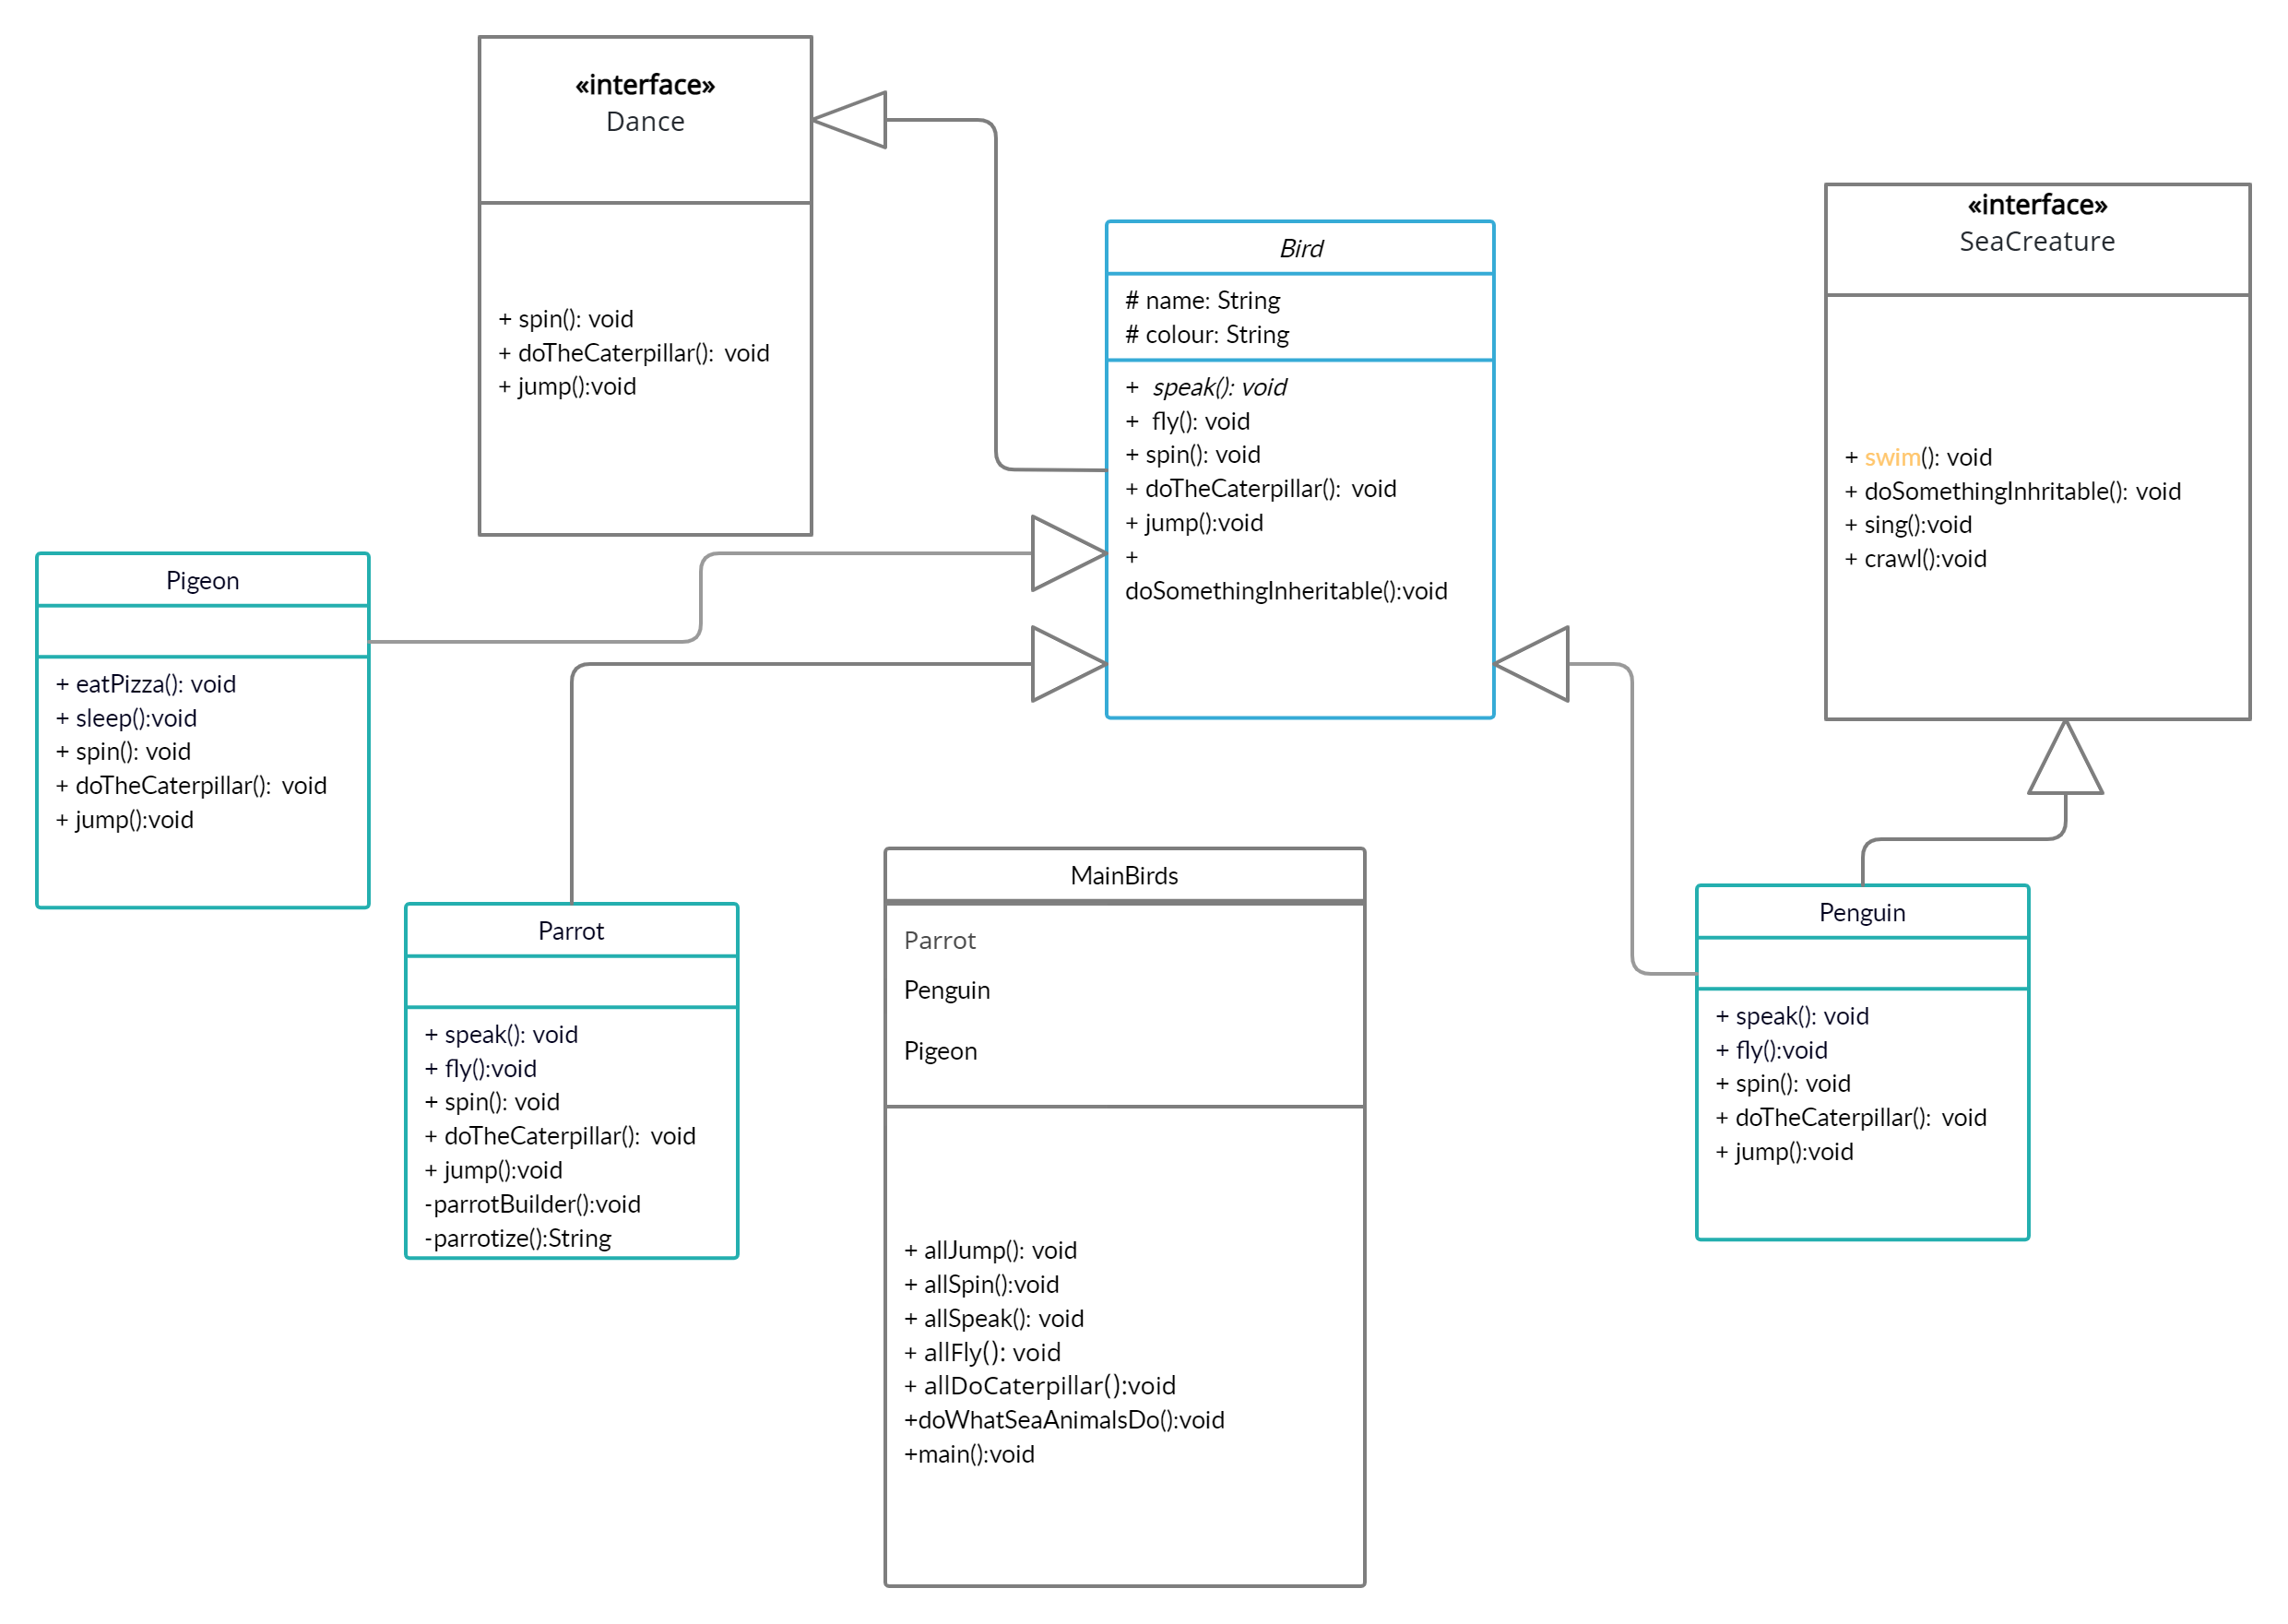 «interface»
Dance
+ spin(): void
+ doTheCaterpillar(): void
+ jump():void
Bird
# name: String
# colour: String
+ speak(): void
+ fly(): void
+ spin(): void
+ doTheCaterpillar(): void
+ jump():void
+
doSomethingInheritable():void
«interface»
SeaCreature
+ swim(): void
+ doSomethingInhritable(): void
+ sing():void
+ crawl():void
Pigeon
+ eatPizza(): void
+ sleep():void
+ spin(): void
+ doTheCaterpillar(): void
+ jump():void
Parrot
+ speak(): void
+ fly():void
+ spin(): void
+ doTheCaterpillar(): void
+ jump():void
-parrotBuilder():void
-parrotize():String
MainBirds
Parrot
Penguin
Pigeon
+ allJump(): void
+ allSpin():void
+ allSpeak(): void
+ allFly(): void
+ allDoCaterpillar():void
+doWhatSeaAnimalsDo():void
+main():void
Penguin
+ speak(): void
+ fly():void
+ spin(): void
+ doTheCaterpillar(): void
+ jump():void